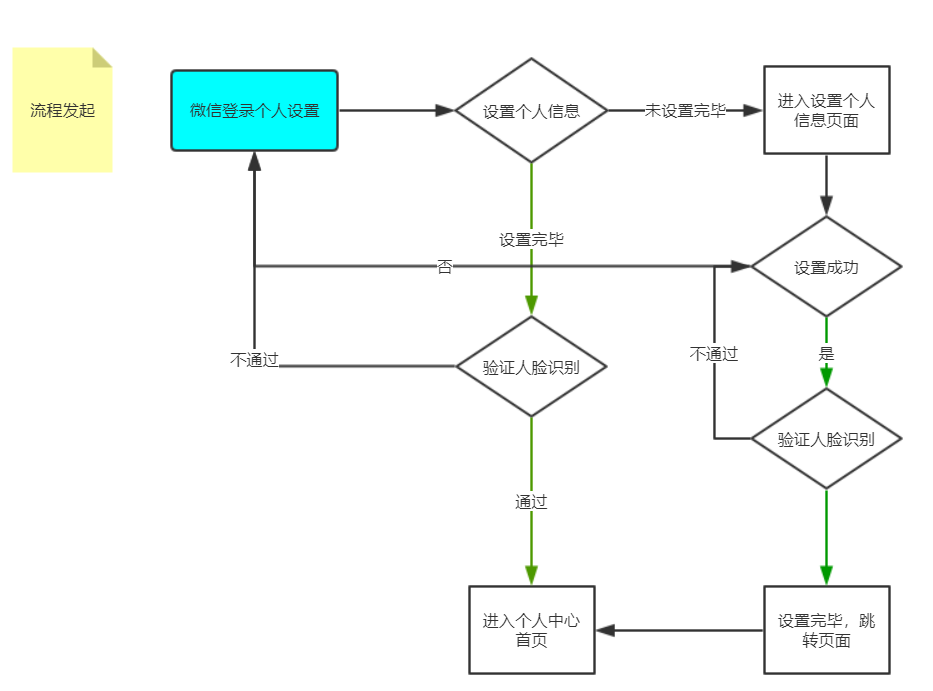 流程发起
微信登录个人设置
设置个人信息
未设置完毕
进入设置个人
信息页面
设置完毕
否
设置成功
不通过
验证人脸识别
不通过
是
验证人脸识别
通过
进入个人中心
首页
设置完毕，跳
转页面